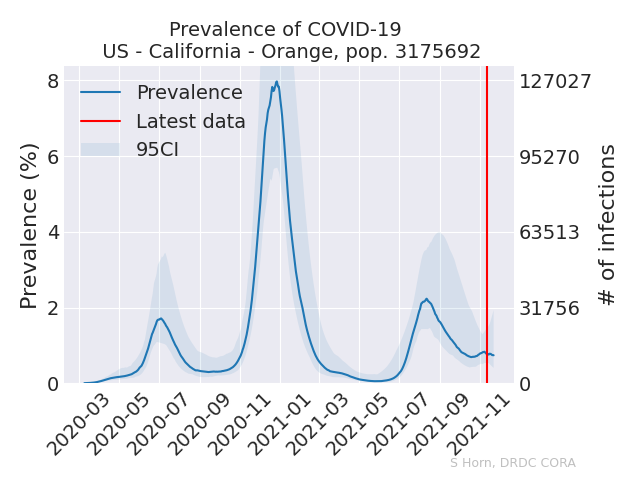 Prevalence of COVID-19
US - California - Orange, pop. 3175692
Prevalence
Latest data
95CI
Prevalence (%)
8
6
4
2
0
127027
95270
63513
31756
0
# of infections
2020-03
2020-05
2020-07
2020-09
2020-11
2021-01
2021-03
2021-05
2021-07
2021-09
2021-11
S Horn, DRDC CORA